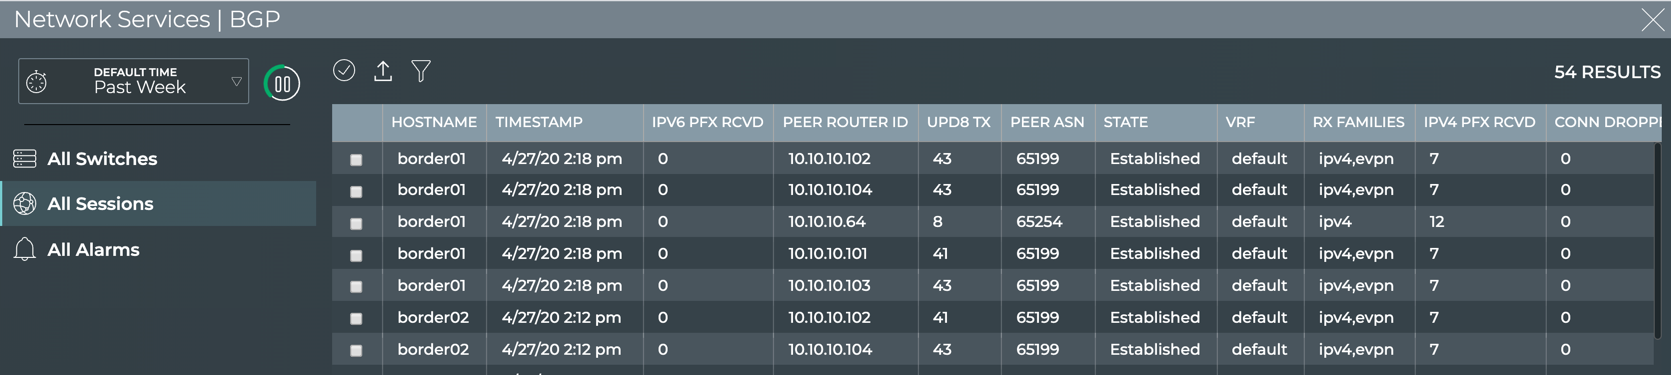 Network Services | BGP
DEFAULT TIME
Past Week
54 RESULTS
All Switches
All Sessions
All Alarms
HOSTNAME TIMESTAMP IPV6 PFX RCVD PEER ROUTER ID UPD8 TX PEER ASN STATE VRF RX FAMILIES IPV4 PFX RCVD CONN DROPPE
border01 4/27/20 2:18 pm 0 10.10.10.102 43 65199 Established default ipv4,evpn 7 0
border01 4/27/20 2:18 pm 0 10.10.10.104 43 65199 Established default ipv4,evpn 7 0
border01 4/27/20 2:18 pm 0 10.10.10.64 8 65254 Established default ipv4 12 0
border01 4/27/20 2:18 pm 0 10.10.10.101 41 65199 Established default ipv4,evpn 7 0
border01 4/27/20 2:18 pm 0 10.10.10.103 43 65199 Established default ipv4,evpn 7 0
border02 4/27/20 2:12 pm 0 10.10.10.102 41 65199 Established default ipv4,evpn 7 0
border02 4/27/20 2:12 pm 0 10.10.10.104 43 65199 Established default ipv4,evpn 7 0